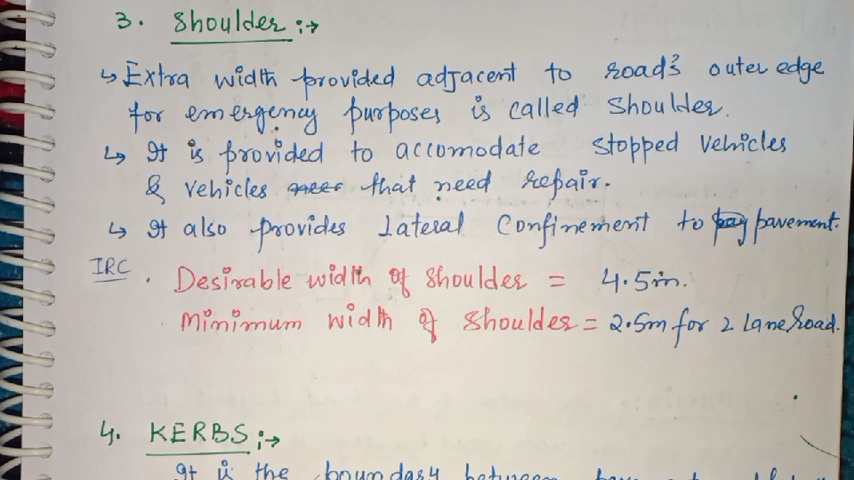 3. Shoulder :→
↳ Extra width provided adjacent to road's outer edge
for emergency purposes is called Shoulder.
↳ It is provided to accomodate stopped vehicles
& vehicles that need repair.
↳ It also provides Lateral Confinement to pavement.
IRC . Desirable width of shoulder = 4.5m.
Minimum width of shoulder = 2.5m for 2 Lane Road.
4. KERBS :→
It is the boundary between